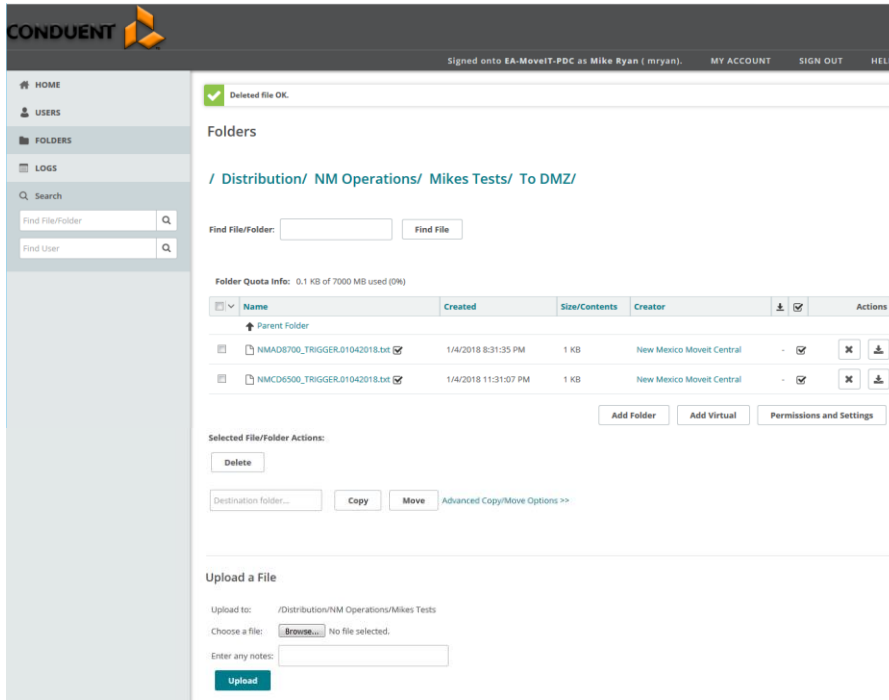 CONDUENT
Signed onto EA-MoveIT-PDC as Mike Ryan ( mryan). MY ACCOUNT SIGN OUT HEL
HOME
USERS
FOLDERS
LOGS
Search
Find File/Folder
Find User
Deleted file OK.
Folders
/ Distribution/ NM Operations/ Mikes Tests/ To DMZ/
Find File/Folder: Find File
Folder Quota Info: 0.1 KB of 7000 MB used (0%)
Name Created Size/Contents Creator Actions
Parent Folder
NMAD8700_TRIGGER.01042018.txt 1/4/2018 8:31:35 PM 1 KB New Mexico Moveit Central -
NMCD6500_TRIGGER.01042018.txt 1/4/2018 11:31:07 PM 1 KB New Mexico Moveit Central -
Add Folder Add Virtual Permissions and Settings
Selected File/Folder Actions:
Delete
Destination folder... Copy Move Advanced Copy/Move Options >>
Upload a File
Upload to: /Distribution/NM Operations/Mikes Tests
Choose a file: Browse... No file selected.
Enter any notes:
Upload